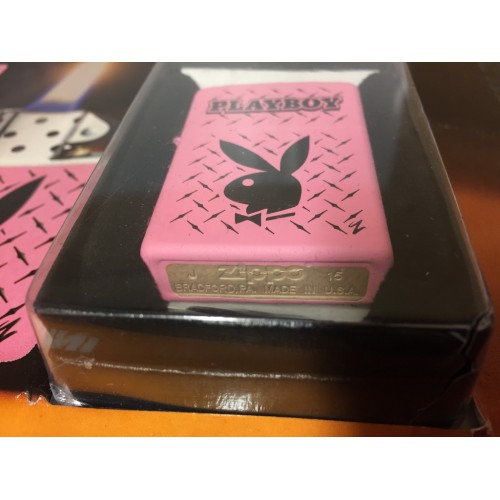 PLAYBOY
J Zippo 15
BRADFORD,PA. MADE IN U.S.A.